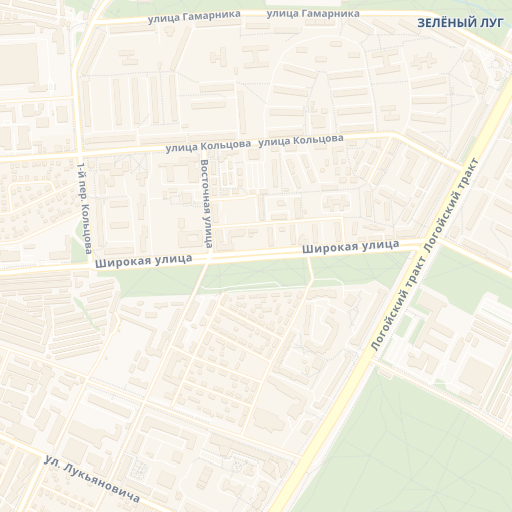 улица Гамарника
улица Гамарника
ЗЕЛЁНЫЙ ЛУГ
улица Кольцова
улица Кольцова
1-й пер. Кольцова
Восточная улица
Логойский тракт
Широкая улица
Широкая улица
Логойский тракт
ул. Лукьяновича